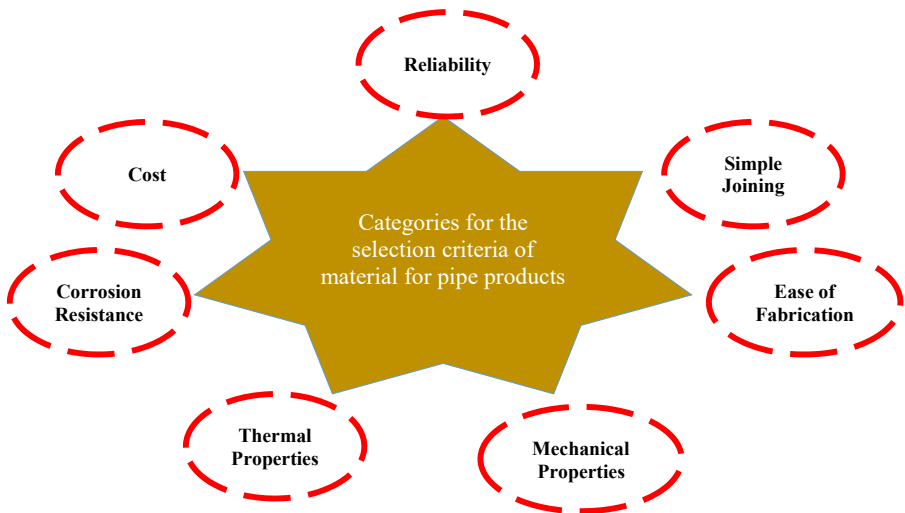 Reliability
Cost
Simple
Joining
Categories for the
selection criteria of
material for pipe products
Corrosion
Resistance
Ease of
Fabrication
Thermal
Properties
Mechanical
Properties